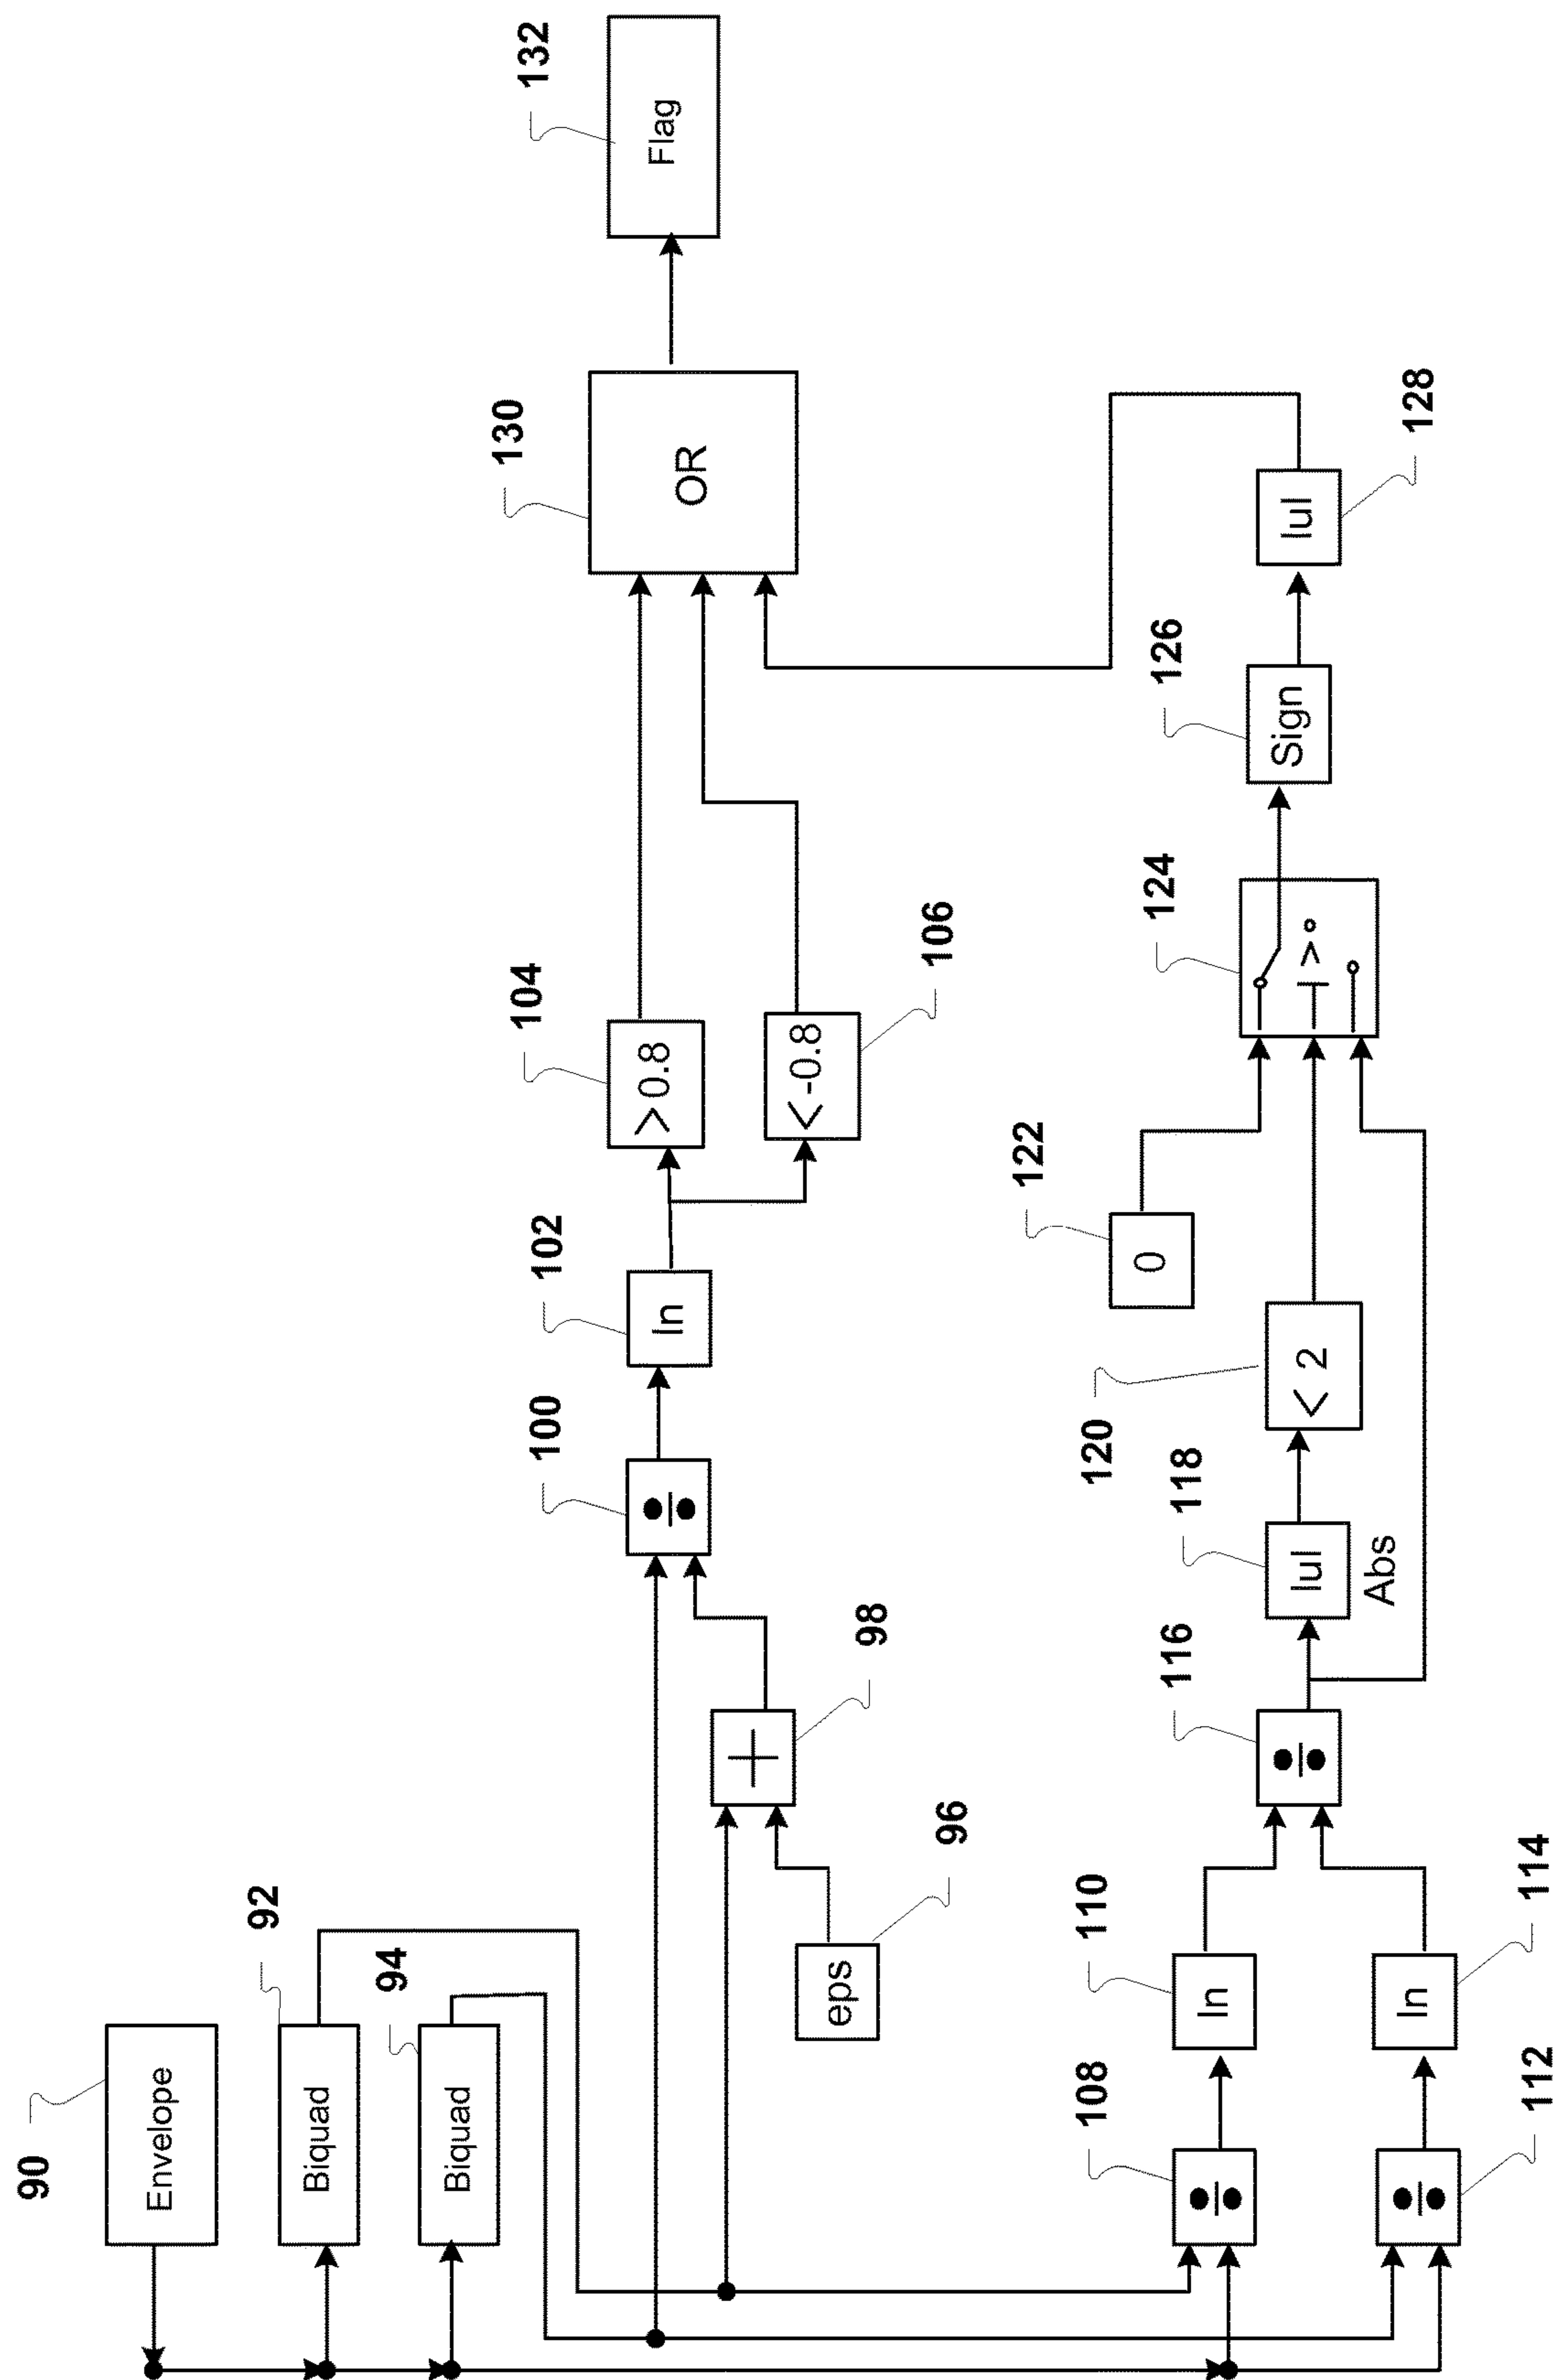 90
Envelope
92
Biquad
94
Biquad
96
eps
98
+
100
÷
102
ln
104
> 0.8
106
< -0.8
108
÷
110
ln
112
÷
114
ln
116
÷
118
|u|
Abs
120
< 2
122
0
124
>°
126
Sign
128
|u|
130
OR
132
Flag